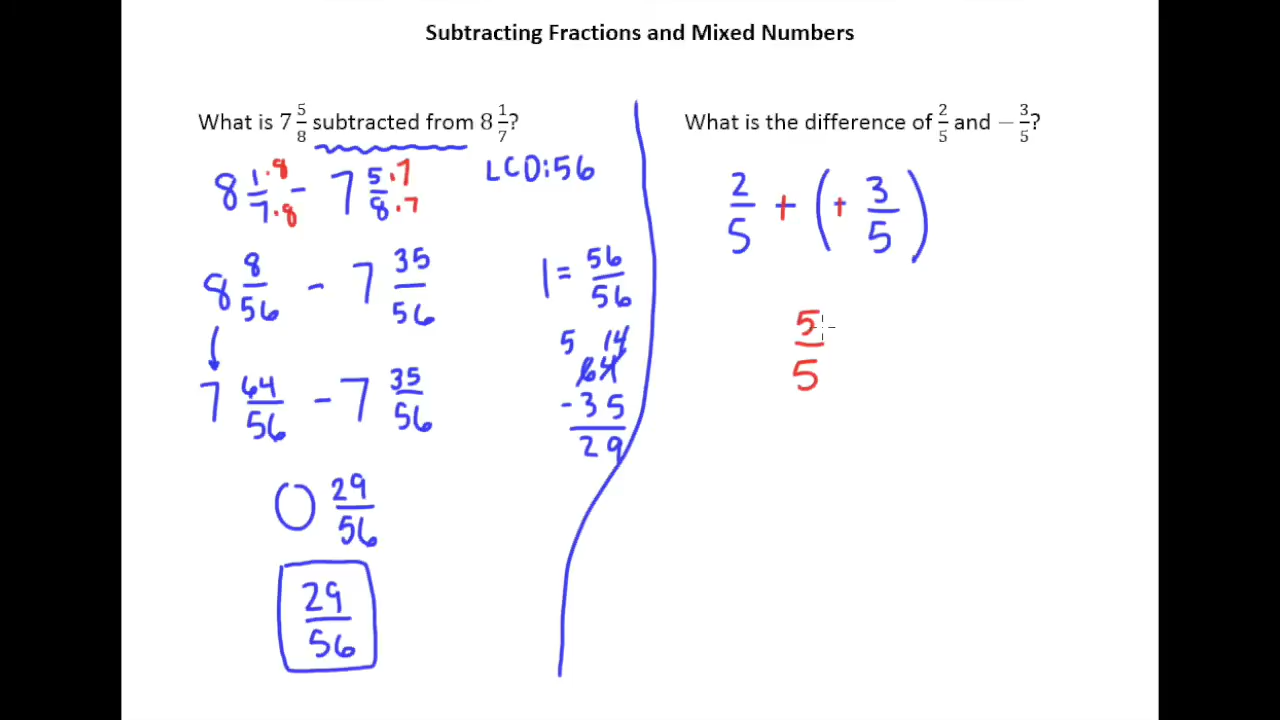 Subtracting Fractions and Mixed Numbers
What is 7 5/8 subtracted from 8 1/7?
8 1·8/7·8 - 7 5·7/8·7
LCD:56
8 8/56 - 7 35/56
1 = 56/56
7 64/56 - 7 35/56
5 14
64
-35
29
0 29/56
29/56
What is the difference of 2/5 and −3/5?
2/5 + (+ 3/5)
5/5